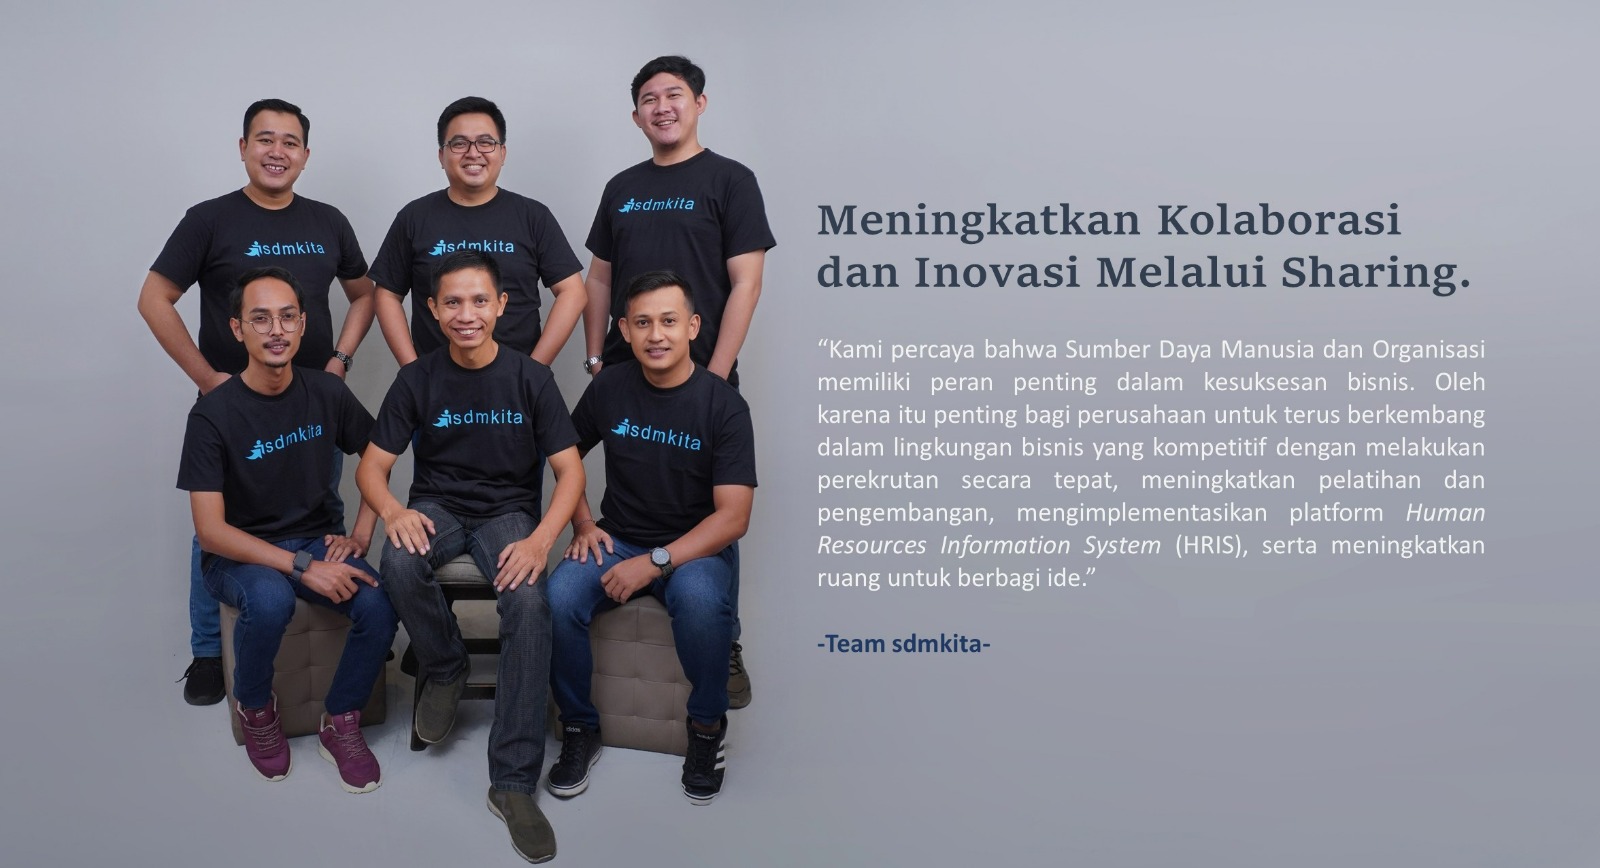 sdmkita
sdmkita
sdmkita
sdmkita
sdmkita
sdmkita
Meningkatkan Kolaborasi
dan Inovasi Melalui Sharing.
“Kami percaya bahwa Sumber Daya Manusia dan Organisasi
memiliki peran penting dalam kesuksesan bisnis. Oleh
karena itu penting bagi perusahaan untuk terus berkembang
dalam lingkungan bisnis yang kompetitif dengan melakukan
perekrutan secara tepat, meningkatkan pelatihan dan
pengembangan, mengimplementasikan platform Human
Resources Information System (HRIS), serta meningkatkan
ruang untuk berbagi ide.”
-Team sdmkita-
adidas